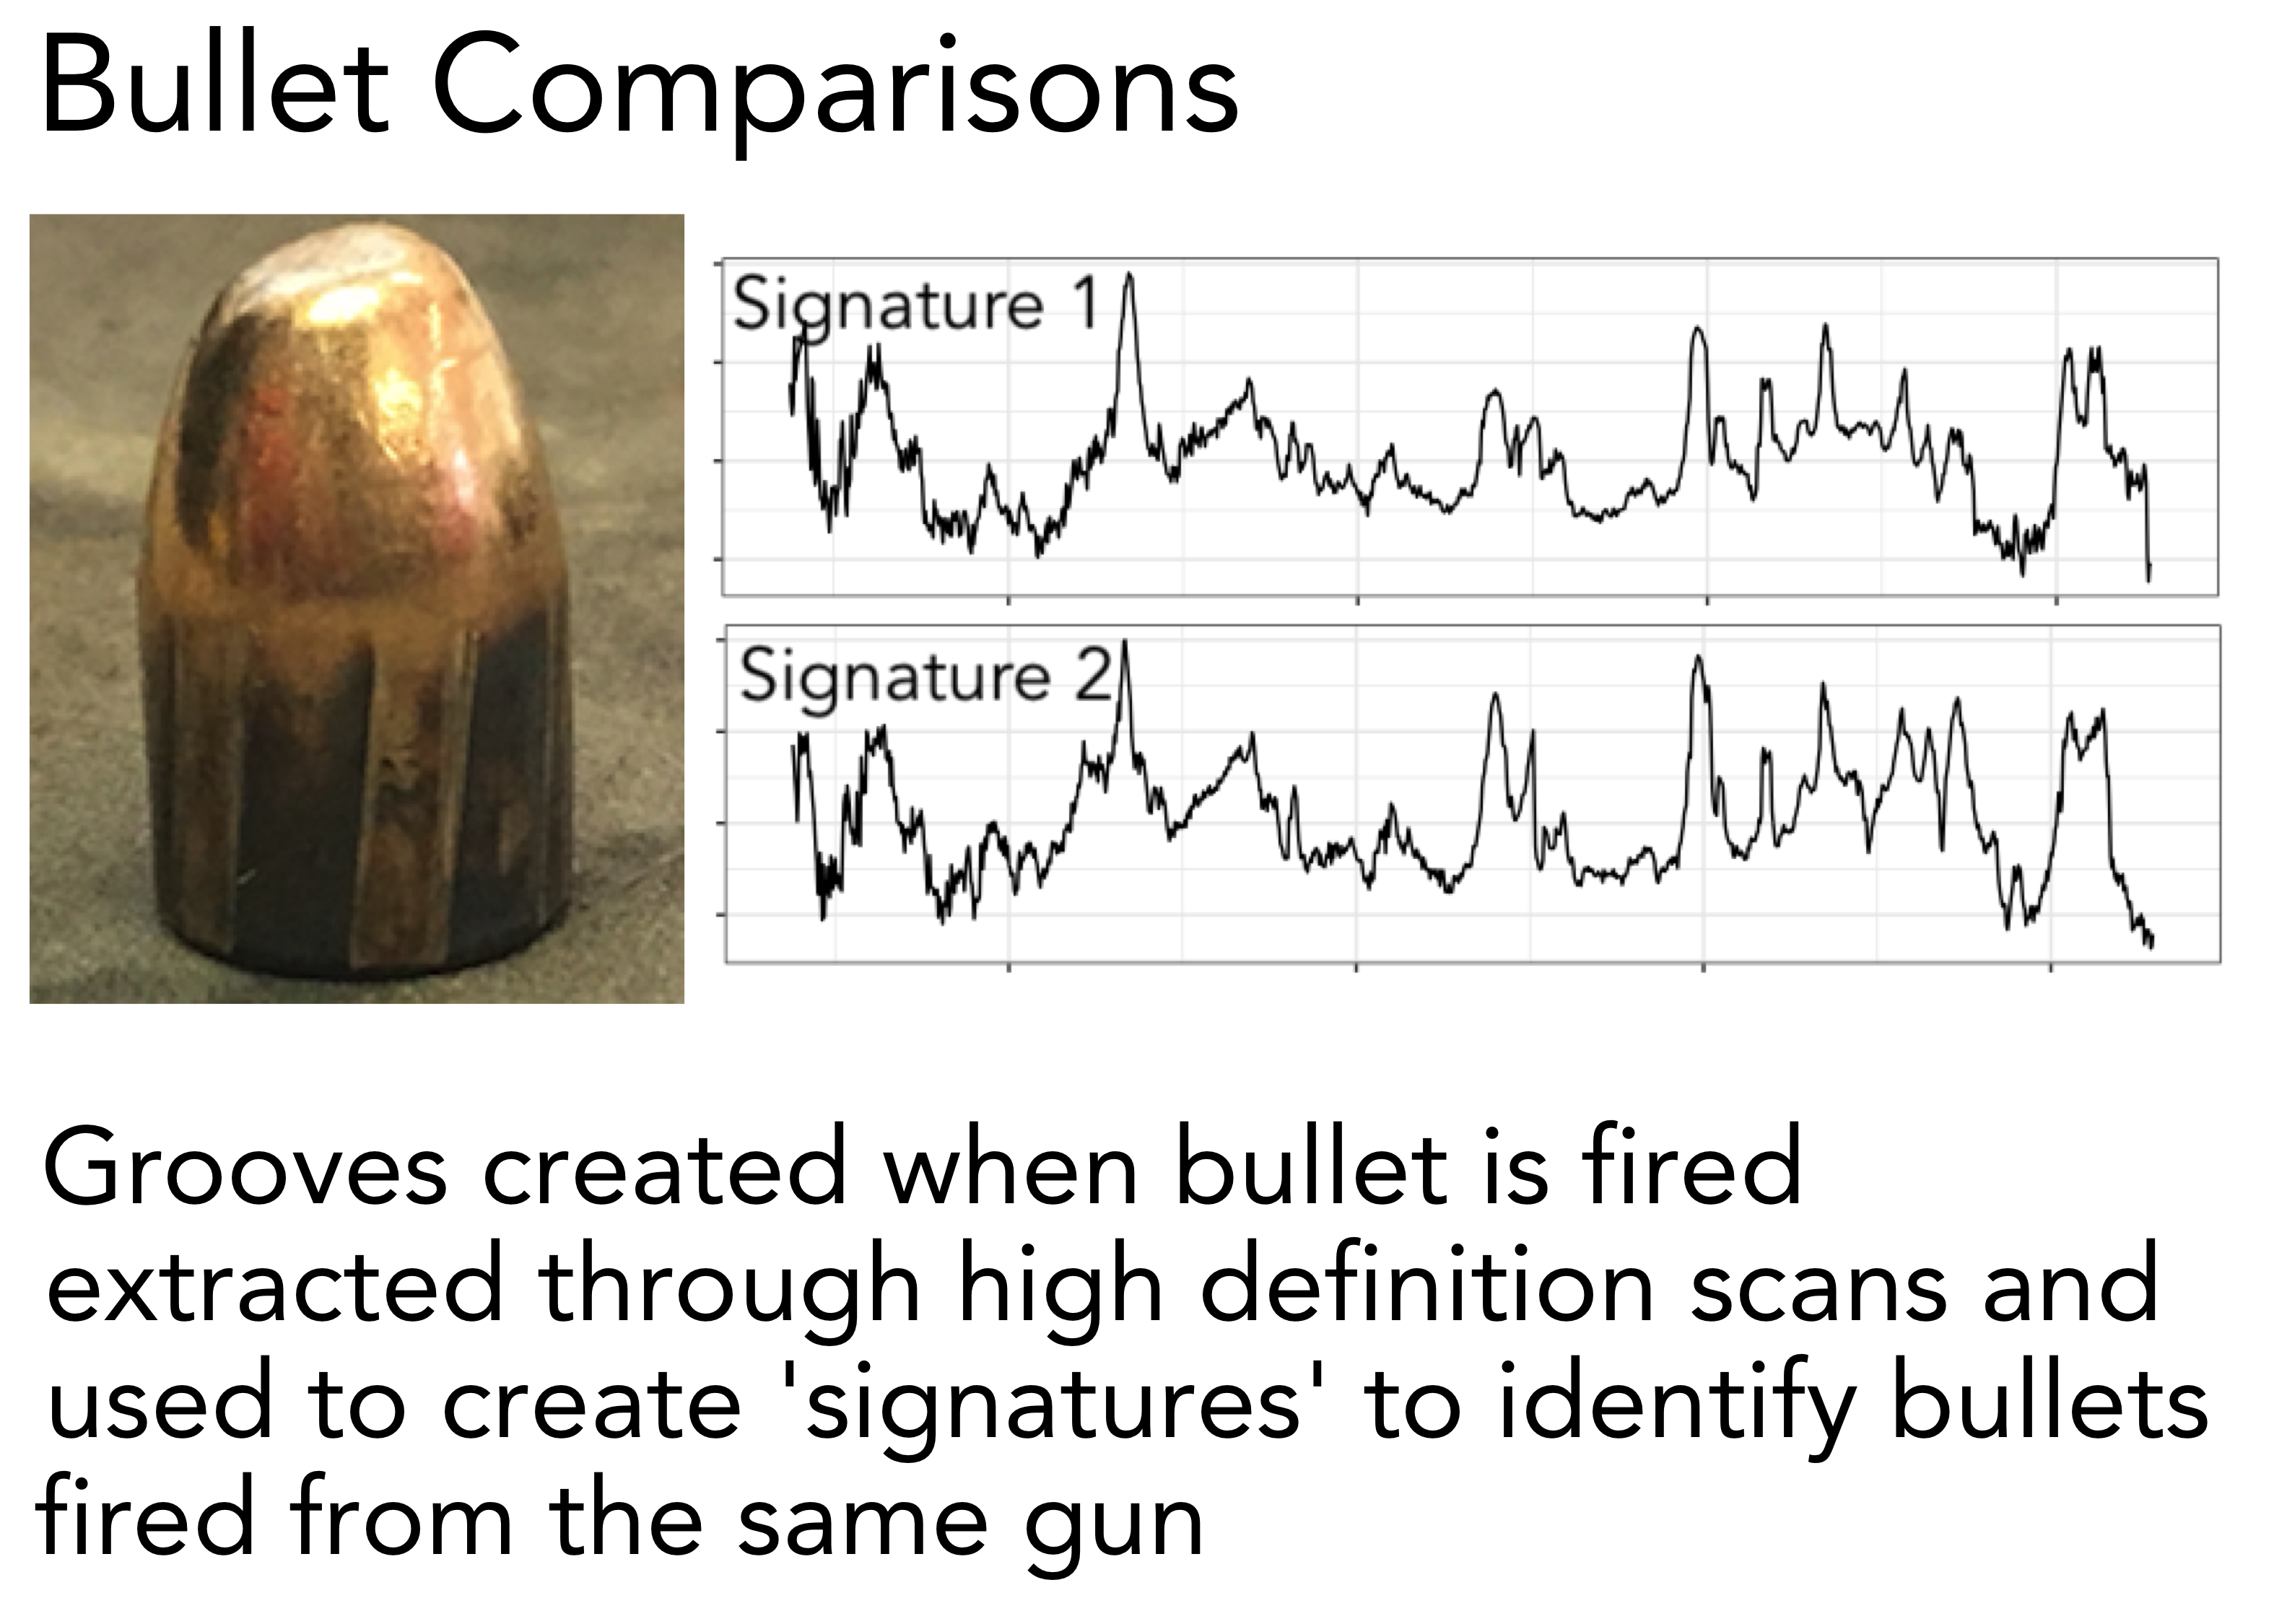 Bullet Comparisons
Signature 1
Signature 2
Grooves created when bullet is fired
extracted through high definition scans and
used to create 'signatures' to identify bullets
fired from the same gun